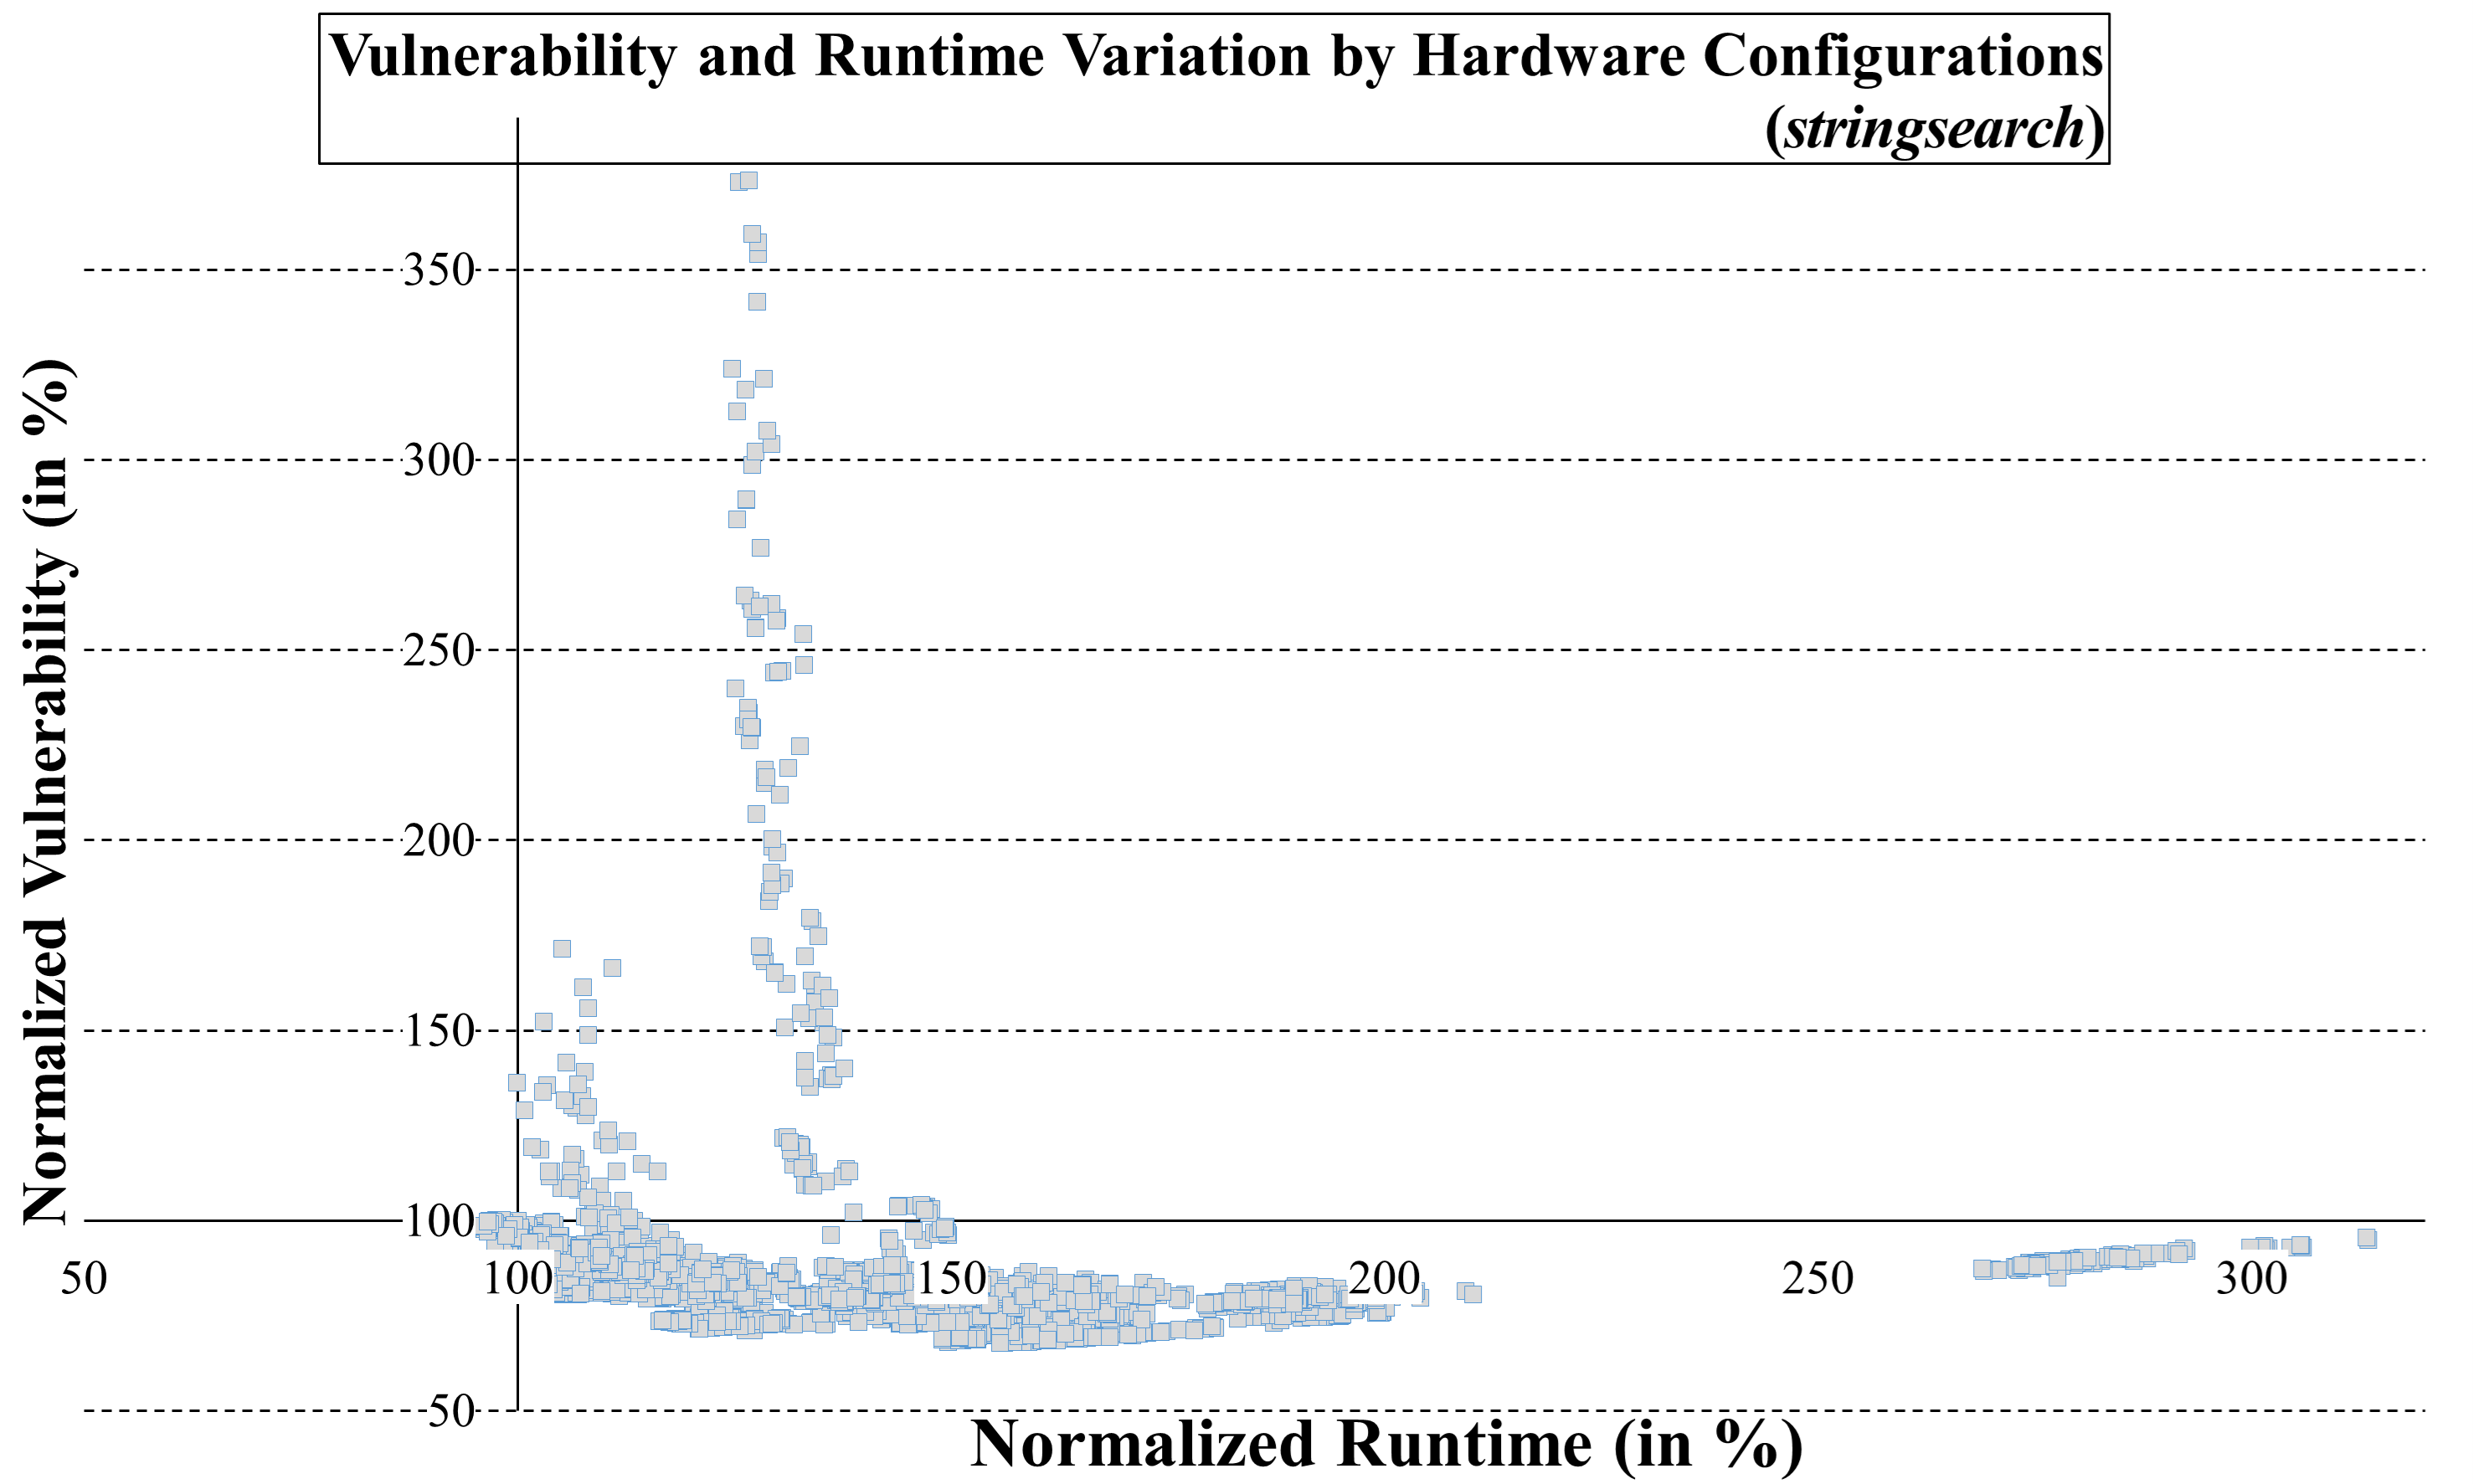 Vulnerability and Runtime Variation by Hardware Configurations
(stringsearch)
Normalized Vulnerability (in %)
350
300
250
200
150
100
50
50 100 150 200 250 300
Normalized Runtime (in %)